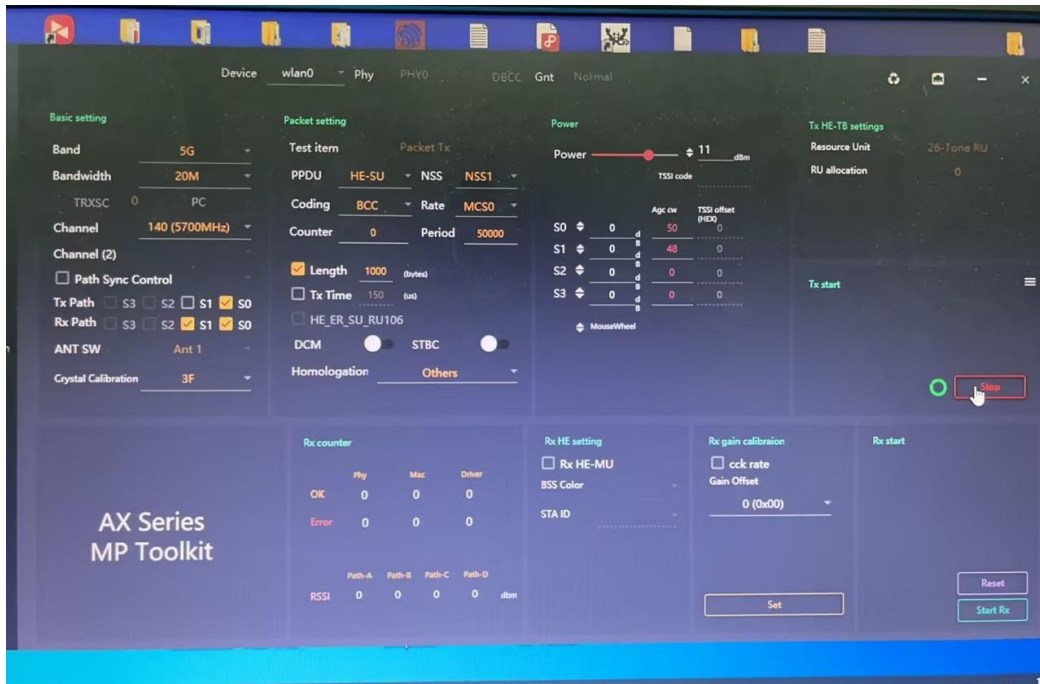 Device wlan0 Phy PHY0 DBCC Gnt Normal
Basic setting
Band 5G
Bandwidth 20M
TRXSC 0 PC
Channel 140 (5700MHz)
Channel (2)
Path Sync Control
Tx Path S3 S2 S1 S0
Rx Path S3 S2 S1 S0
ANT SW Ant 1
Crystal Calibration 3F
Packet setting
Test item Packet Tx
PPDU HE-SU NSS NSS1
Coding BCC Rate MCS0
Counter 0 Period 50000
Length 1000 (bytes)
Tx Time 150 (us)
HE_ER_SU_RU106
DCM STBC
Homologation Others
Power
Power 11 dBm
TSSI code
Agc cw TSSI offset
(HEX)
S0 0 dB 50 0
S1 0 dB 48 0
S2 0 dB 0 0
S3 0 dB 0 0
MouseWheel
Tx HE-TB settings
Resource Unit 26-Tone RU
RU allocation 0
Tx start
Stop
AX Series
MP Toolkit
Rx counter
Phy Mac Driver
OK 0 0 0
Error 0 0 0
Path-A Path-B Path-C Path-D
RSSI 0 0 0 0 dbm
Rx HE setting
Rx HE-MU
BSS Color
STA ID
Rx gain calibraion
cck rate
Gain Offset
0 (0x00)
Set
Rx start
Reset
Start Rx